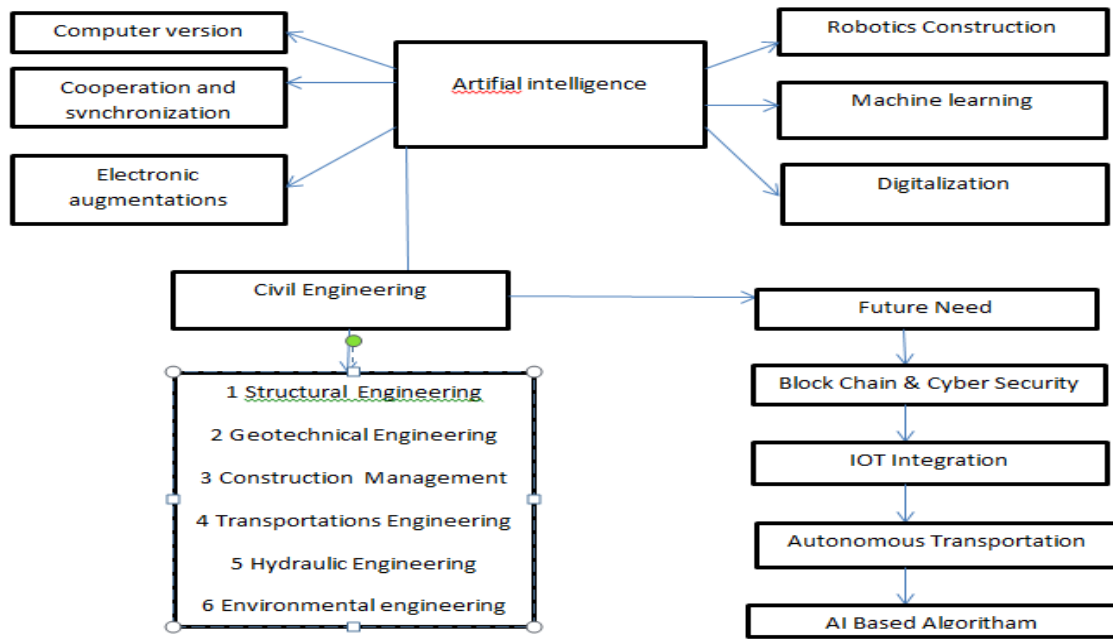 Computer version
Cooperation and
synchronization
Electronic
augmentations
Artifial intelligence
Robotics Construction
Machine learning
Digitalization
Civil Engineering
1 Structural Engineering
2 Geotechnical Engineering
3 Construction Management
4 Transportations Engineering
5 Hydraulic Engineering
6 Environmental engineering
Future Need
Block Chain & Cyber Security
IOT Integration
Autonomous Transportation
AI Based Algoritham